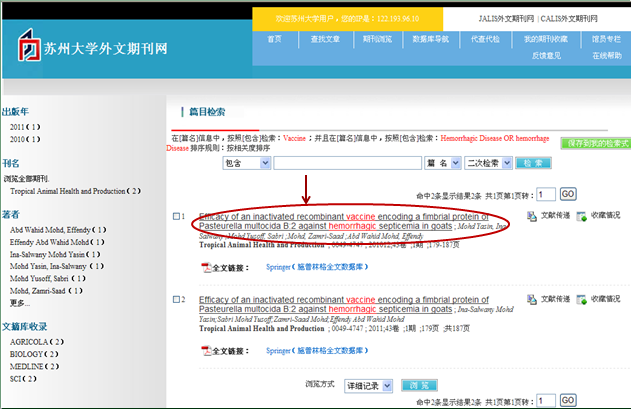 欢迎苏州大学用户，您的IP是：122.193.96.10
JALIS外文期刊网 | CALIS外文期刊网
苏州大学外文期刊网
首页 查找文章 期刊浏览 数据库导航 代查代检 我的期刊收藏 馆员专栏
反馈意见 在线帮助
出版年
2011 ( 1 )
2010 ( 1 )
刊名
浏览全部期刊.
Tropical Animal Health and Production ( 2 )
著者
Abd Wahid Mohd, Effendy ( 1 )
Effendy Abd Wahid Mohd ( 1 )
Ina-Salwany Mohd Yasin ( 1 )
Mohd Yasin, Ina-Salwany ( 1 )
Mohd Yusoff, Sabri ( 1 )
Mohd, Zamri-Saad ( 1 )
更多...
文摘库收录
AGRICOLA ( 2 )
BIOLOGY ( 2 )
MEDLINE ( 2 )
SCI ( 2 )
篇目检索
在[篇名]信息中，按照[包含]检索：Vaccine ；并且在[篇名]信息中，按照[包含]检索：Hemorrhagic Disease OR hemorrhage
Disease 排序规则：按相关度排序
保存到我的检索式
包含 篇 名 二次检索 检 索
命中2条显示结果2条 共1页第1页转： 1 GO
1 Efficacy of an inactivated recombinant vaccine encoding a fimbrial protein of
Pasteurella multocida B:2 against hemorrhagic septicemia in goats ; Mohd Yasin, Ina-
Salwany ;Mohd Yusoff, Sabri ;Mohd, Zamri-Saad ;Abd Wahid Mohd, Effendy
Tropical Animal Health and Production ; 0049-4747 ; 2010 ;1期 ;179-187页
文献传递 收藏情况
全文链接： Springer ( 施普林格全文数据库 )
2 Efficacy of an inactivated recombinant vaccine encoding a fimbrial protein of
Pasteurella multocida B:2 against hemorrhagic septicemia in goats ; Ina-Salwany Mohd
Yasin;Sabri Mohd Yusoff;Zamri-Saad Mohd;Effendy Abd Wahid Mohd
Tropical Animal Health and Production ; 0049-4747 ; 2011;43卷 ;1期 ;179页 ;共187页
文献传递 收藏情况
全文链接： Springer ( 施普林格全文数据库 )
浏览方式 详细记录 浏 览
命中2条显示结果2条 共1页第1页转： 1 GO